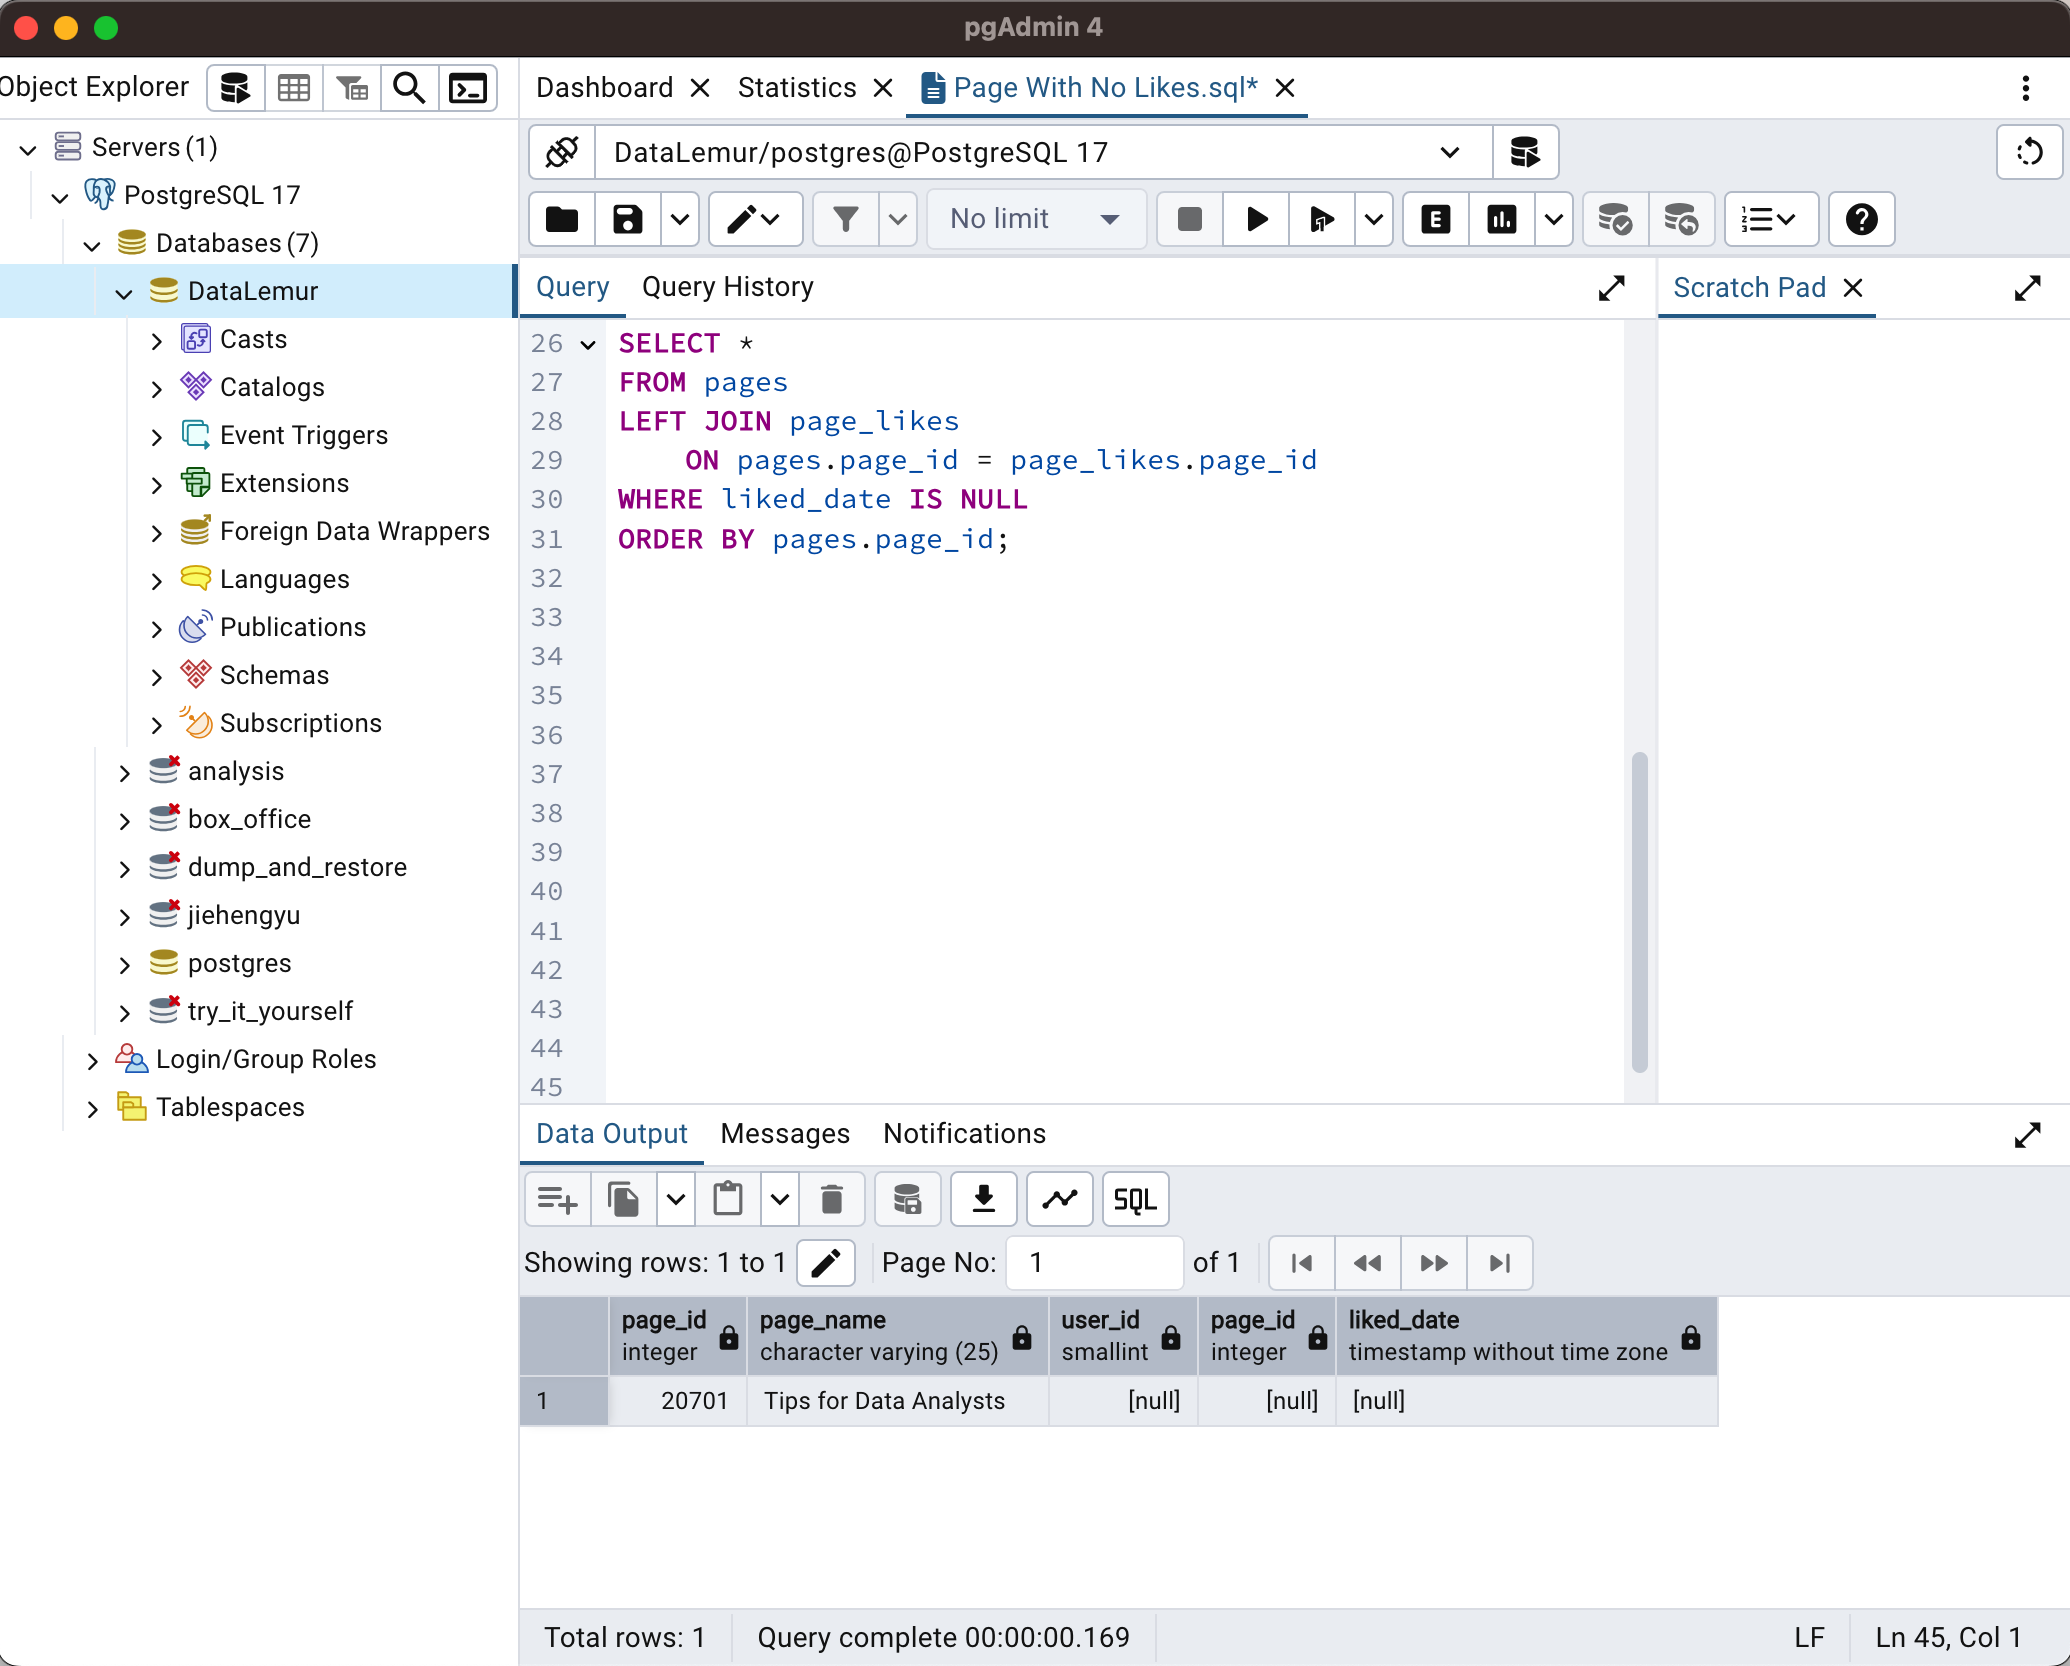 pgAdmin 4
Object Explorer
Dashboard
Statistics
Page With No Likes.sql*
Servers (1)
PostgreSQL 17
Databases (7)
DataLemur
Casts
Catalogs
Event Triggers
Extensions
Foreign Data Wrappers
Languages
Publications
Schemas
Subscriptions
analysis
box_office
dump_and_restore
jiehengyu
postgres
try_it_yourself
Login/Group Roles
Tablespaces
DataLemur/postgres@PostgreSQL 17
No limit
E
Query
Query History
Scratch Pad
26 SELECT *
27 FROM pages
28 LEFT JOIN page_likes
29 ON pages.page_id = page_likes.page_id
30 WHERE liked_date IS NULL
31 ORDER BY pages.page_id;
32
33
34
35
36
37
38
39
40
41
42
43
44
45
Data Output
Messages
Notifications
SQL
Showing rows: 1 to 1
Page No: 1 of 1
page_id page_name user_id page_id liked_date
integer character varying (25) smallint integer timestamp without time zone
1 20701 Tips for Data Analysts [null] [null] [null]
Total rows: 1
Query complete 00:00:00.169
LF
Ln 45, Col 1